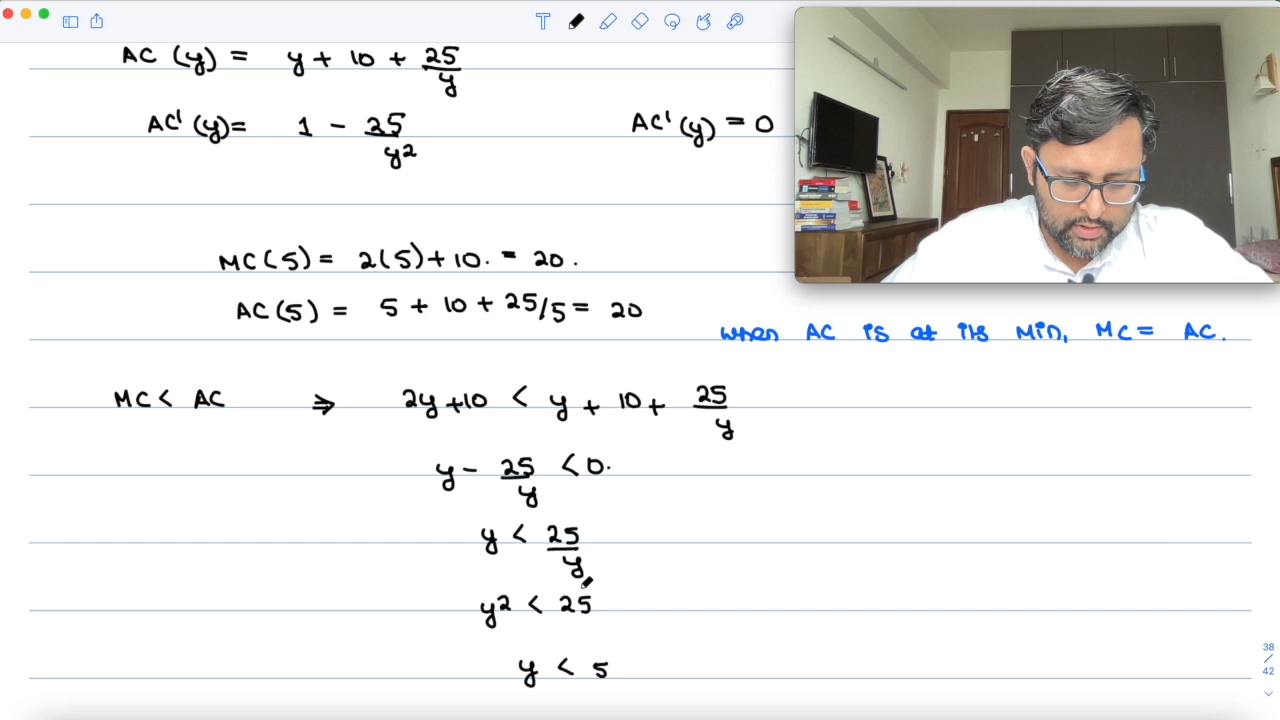 AC (y) = y + 10 + 25/y
AC'(y) = 1 - 25/y2 AC'(y) = 0
MC(5) = 2(5)+10. = 20.
AC(5) = 5 + 10 + 25/5 = 20
when AC is at its Min, MC = AC.
MC < AC ⇒ 2y+10 < y + 10 + 25/y
y - 25/y < 0.
y < 25/y
y2 < 25
y < 5
38
/
42